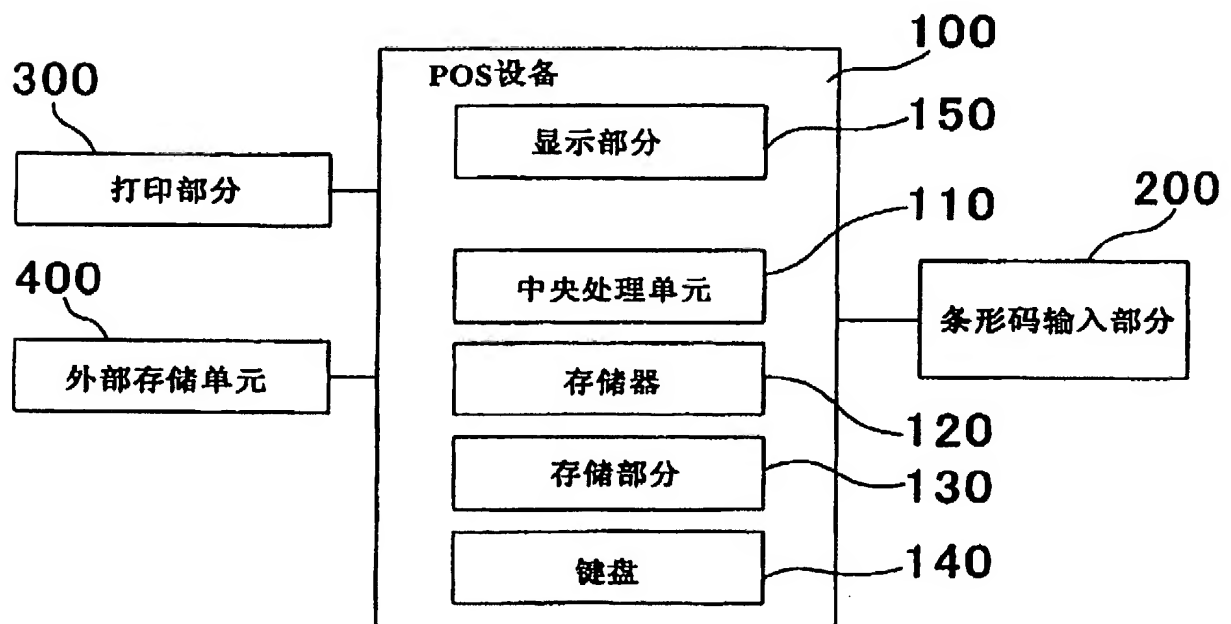 100
POS设备
300
150
显示部分
打印部分
200
110
400
中央处理单元
条形码输入部分
外部存储单元
存储器
120
存储部分
130
键盘
140